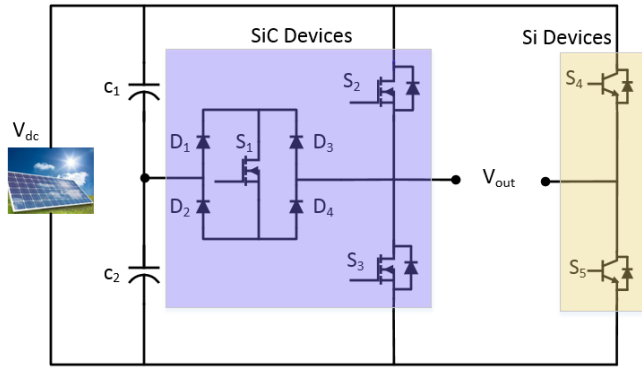 SiC Devices
Si Devices
S2
S4
C1
Vdc
D1
S1
D3
Vout
D2
D4
S3
S5
C2